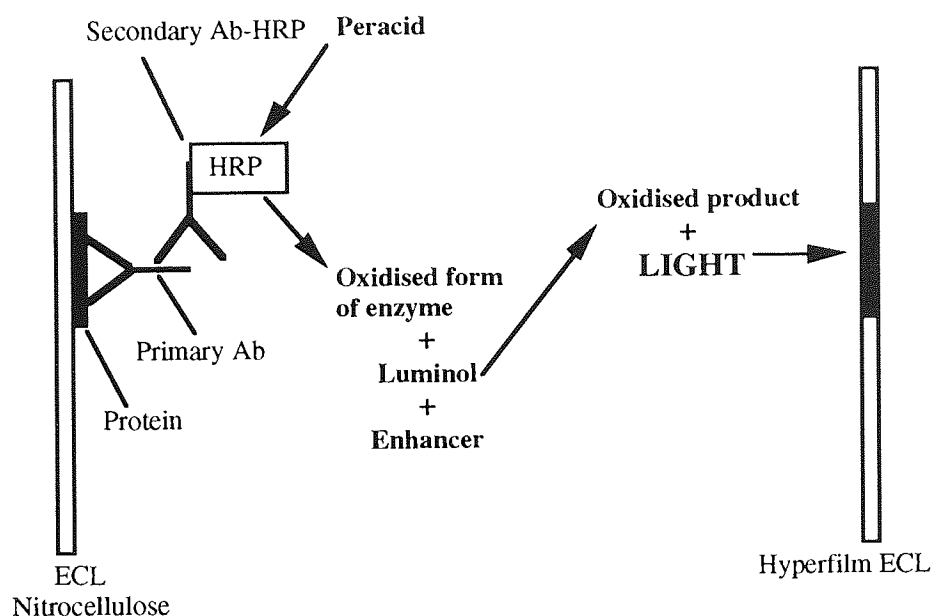 Secondary Ab-HRP
Peracid
HRP
Oxidised product
+
LIGHT
Oxidised form
of enzyme
+
Luminol
+
Enhancer
Primary Ab
Protein
ECL
Nitrocellulose
Hyperfilm ECL